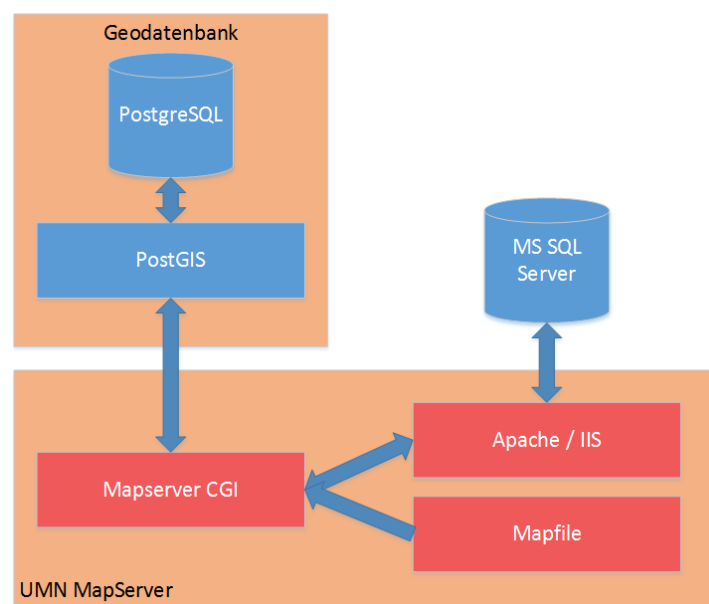 Geodatenbank
PostgreSQL
PostGIS
MS SQL
Server
Apache / IIS
Mapserver CGI
Mapfile
UMN MapServer